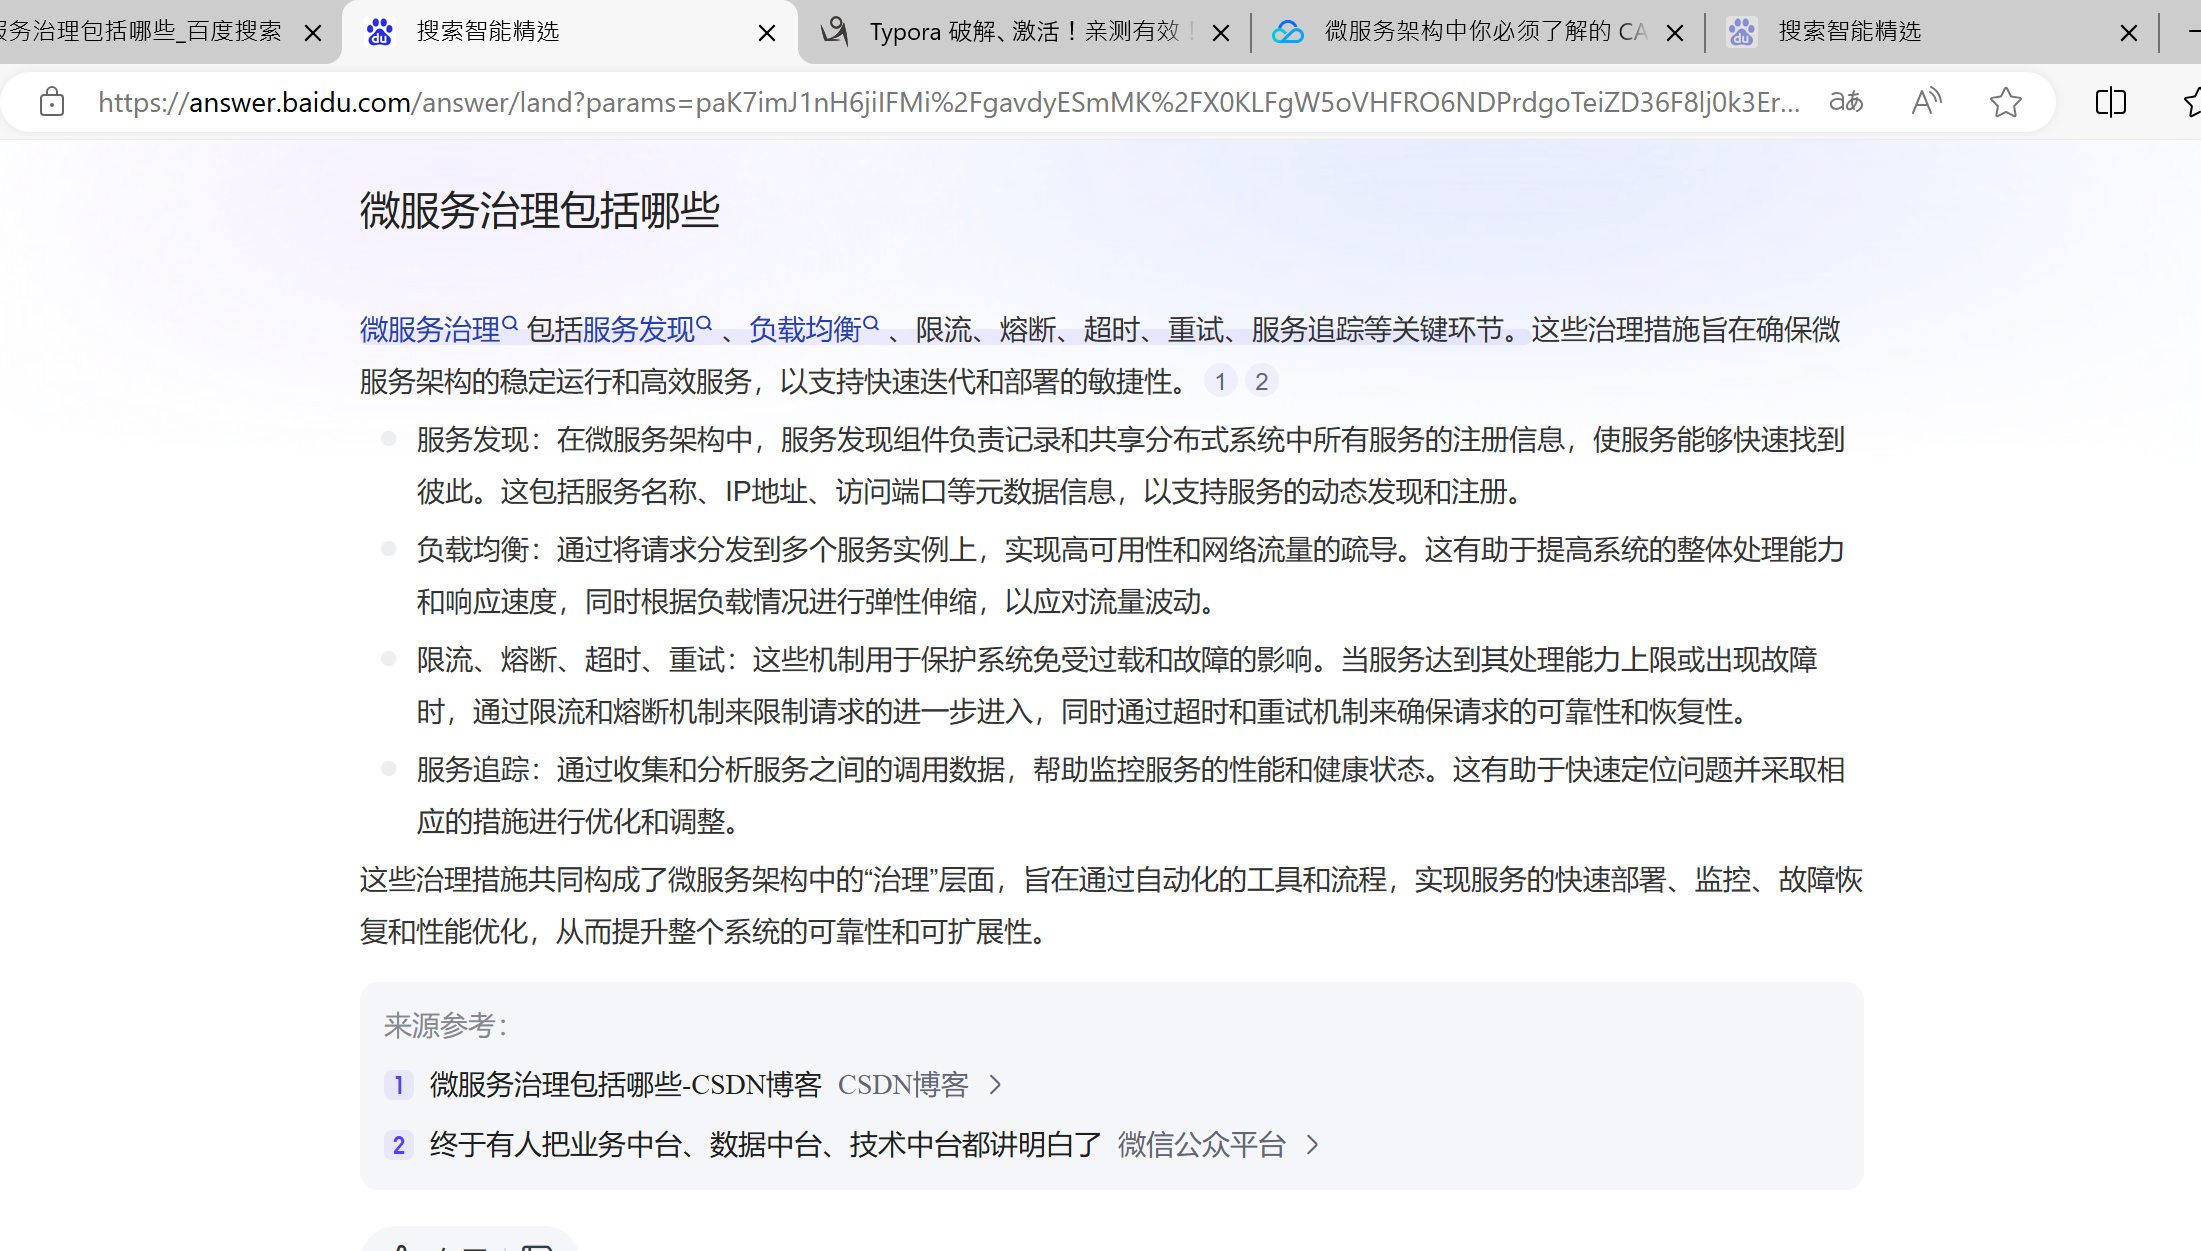 服务治理包括哪些_百度搜索
搜索智能精选
Typora 破解、激活！亲测有效！
微服务架构中你必须了解的 CA
搜索智能精选
https://answer.baidu.com/answer/land?params=paK7imJ1nH6jiIFMi%2FgavdyESmMK%2FX0KLFgW5oVHFRO6NDPrdgoTeiZD36F8lj0k3Er...
微服务治理包括哪些
微服务治理 包括服务发现 、负载均衡 、限流、熔断、超时、重试、服务追踪等关键环节。这些治理措施旨在确保微
服务架构的稳定运行和高效服务，以支持快速迭代和部署的敏捷性。 1 2
服务发现：在微服务架构中，服务发现组件负责记录和共享分布式系统中所有服务的注册信息，使服务能够快速找到
彼此。这包括服务名称、IP地址、访问端口等元数据信息，以支持服务的动态发现和注册。
负载均衡：通过将请求分发到多个服务实例上，实现高可用性和网络流量的疏导。这有助于提高系统的整体处理能力
和响应速度，同时根据负载情况进行弹性伸缩，以应对流量波动。
限流、熔断、超时、重试：这些机制用于保护系统免受过载和故障的影响。当服务达到其处理能力上限或出现故障
时，通过限流和熔断机制来限制请求的进一步进入，同时通过超时和重试机制来确保请求的可靠性和恢复性。
服务追踪：通过收集和分析服务之间的调用数据，帮助监控服务的性能和健康状态。这有助于快速定位问题并采取相
应的措施进行优化和调整。
这些治理措施共同构成了微服务架构中的“治理”层面，旨在通过自动化的工具和流程，实现服务的快速部署、监控、故障恢
复和性能优化，从而提升整个系统的可靠性和可扩展性。
来源参考：
1 微服务治理包括哪些-CSDN博客 CSDN博客
2 终于有人把业务中台、数据中台、技术中台都讲明白了 微信公众平台